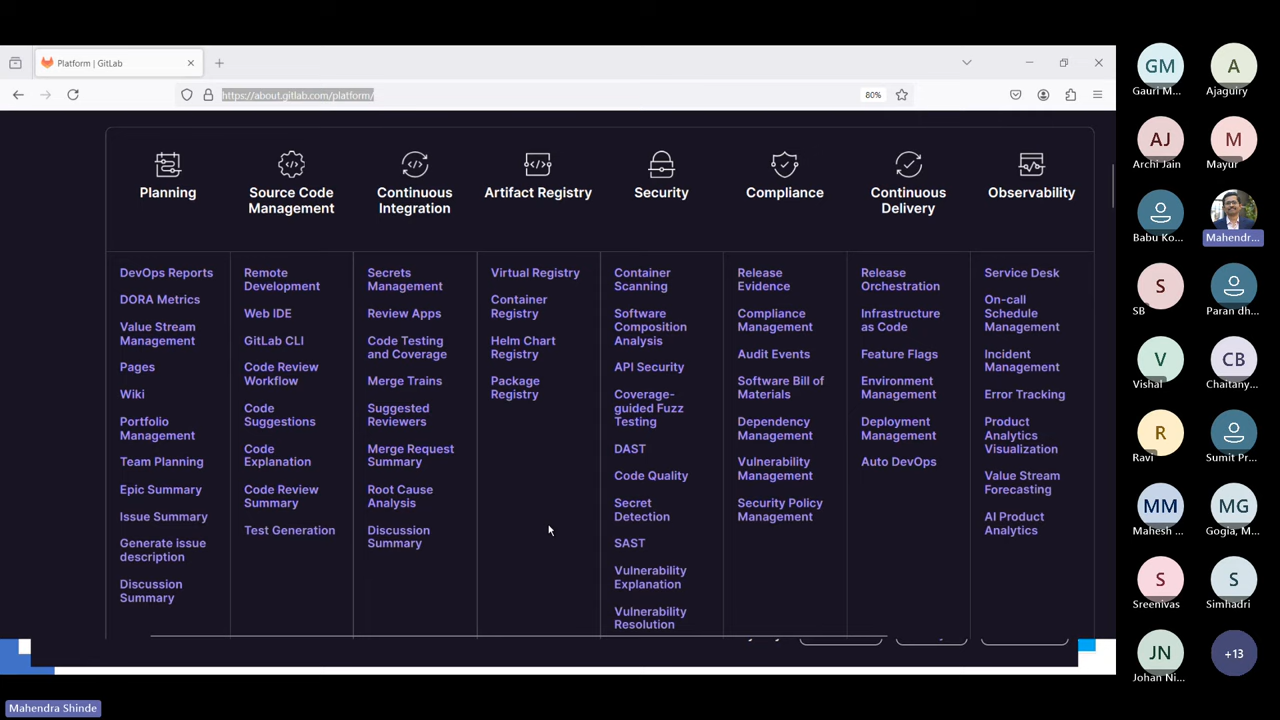 Platform | GitLab
https://about.gitlab.com/platform/
80%
Planning
Source Code
Management
Continuous
Integration
Artifact Registry
Security
Compliance
Continuous
Delivery
Observability
DevOps Reports
DORA Metrics
Value Stream
Management
Pages
Wiki
Portfolio
Management
Team Planning
Epic Summary
Issue Summary
Generate issue
description
Discussion
Summary
Remote
Development
Web IDE
GitLab CLI
Code Review
Workflow
Code
Suggestions
Code
Explanation
Code Review
Summary
Test Generation
Secrets
Management
Review Apps
Code Testing
and Coverage
Merge Trains
Suggested
Reviewers
Merge Request
Summary
Root Cause
Analysis
Discussion
Summary
Virtual Registry
Container
Registry
Helm Chart
Registry
Package
Registry
Container
Scanning
Software
Composition
Analysis
API Security
Coverage-
guided Fuzz
Testing
DAST
Code Quality
Secret
Detection
SAST
Vulnerability
Explanation
Vulnerability
Resolution
Release
Evidence
Compliance
Management
Audit Events
Software Bill of
Materials
Dependency
Management
Vulnerability
Management
Security Policy
Management
Release
Orchestration
Infrastructure
as Code
Feature Flags
Environment
Management
Deployment
Management
Auto DevOps
Service Desk
On-call
Schedule
Management
Incident
Management
Error Tracking
Product
Analytics
Visualization
Value Stream
Forecasting
AI Product
Analytics
GM
Gauri M...
A
Ajaguiry
AJ
Archi Jain
M
Mayur
Babu Ko...
Mahendr...
S
SB
Paran dh...
V
Vishal
CB
Chaitany...
R
Ravi
Sumit Pr...
MM
Mahesh ...
MG
Gogia, M...
S
Sreenivas
S
Simhadri
JN
Johan Ni...
+13
Mahendra Shinde